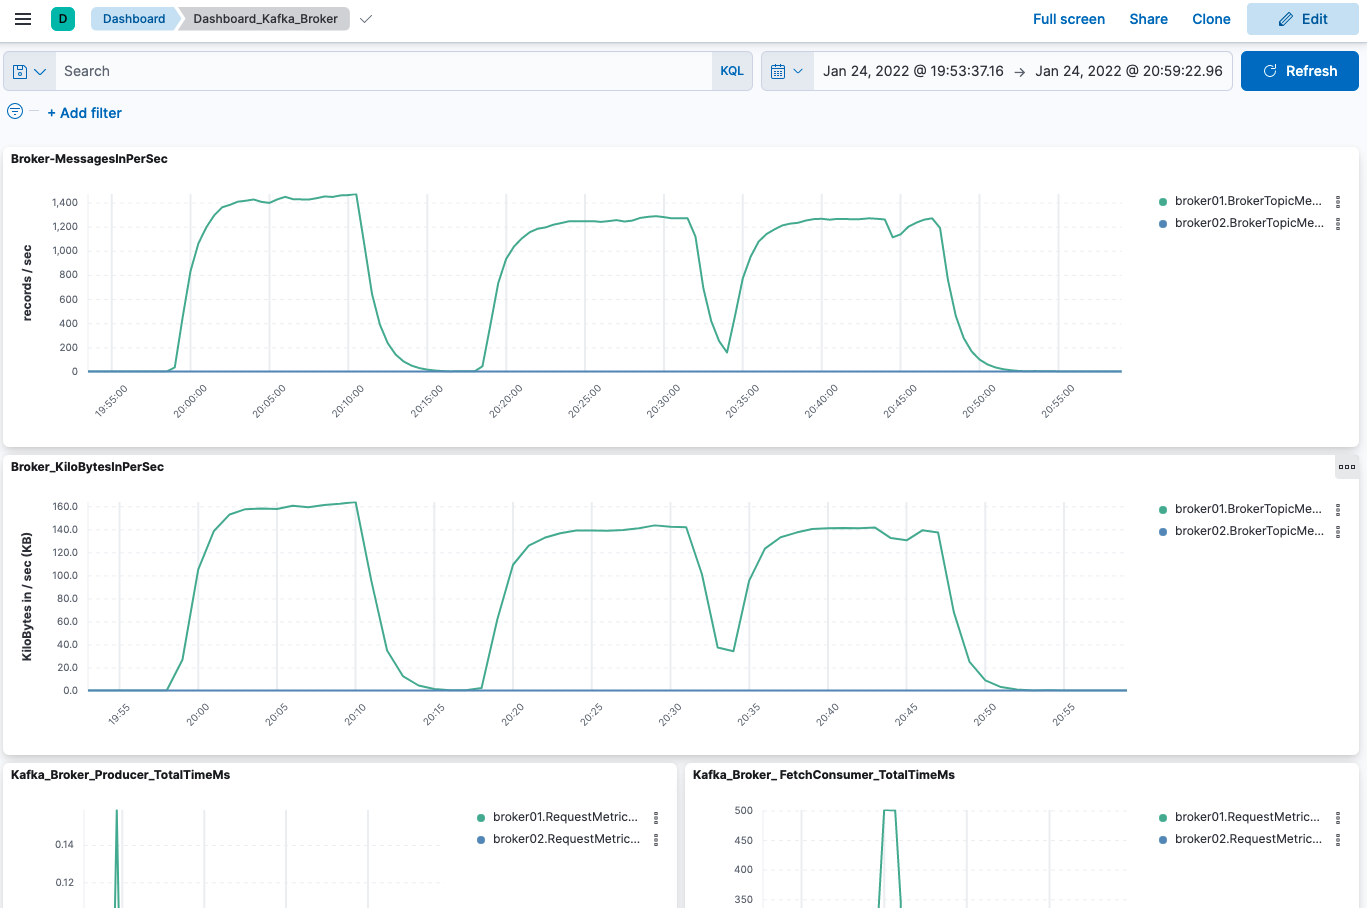 D Dashboard Dashboard_Kafka_Broker Full screen Share Clone Edit
Search KQL Jan 24, 2022 @ 19:53:37.16 → Jan 24, 2022 @ 20:59:22.96 Refresh
+ Add filter
Broker-MessagesInPerSec
records / sec
1,400
1,200
1,000
800
600
400
200
0
19:55:00 20:00:00 20:05:00 20:10:00 20:15:00 20:20:00 20:25:00 20:30:00 20:35:00 20:40:00 20:45:00 20:50:00 20:55:00
broker01.BrokerTopicMe...
broker02.BrokerTopicMe...
Broker_KiloBytesInPerSec
KiloBytes in / sec (KB)
160.0
140.0
120.0
100.0
80.0
60.0
40.0
20.0
0.0
19:55 20:00 20:05 20:10 20:15 20:20 20:25 20:30 20:35 20:40 20:45 20:50 20:55
broker01.BrokerTopicMe...
broker02.BrokerTopicMe...
Kafka_Broker_Producer_TotalTimeMs
0.14
0.12
broker01.RequestMetric...
broker02.RequestMetric...
Kafka_Broker_ FetchConsumer_TotalTimeMs
500
450
400
350
broker01.RequestMetric...
broker02.RequestMetric...